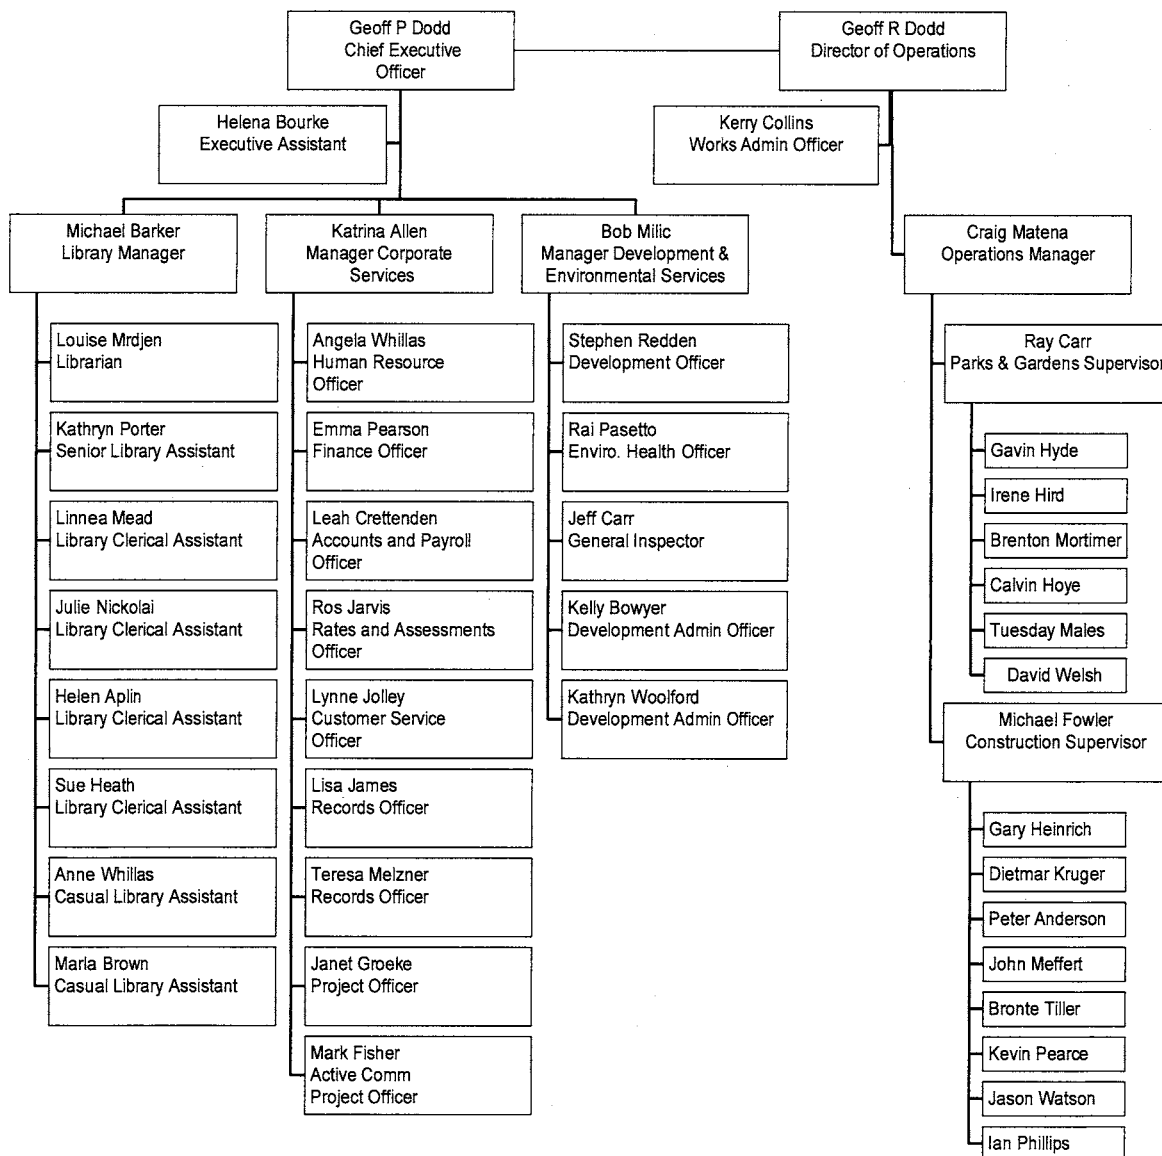 Geoff P Dodd
Chief Executive
Officer
Geoff R Dodd
Director of Operations
Helena Bourke
Executive Assistant
Kerry Collins
Works Admin Officer
Michael Barker
Library Manager
Katrina Allen
Manager Corporate
Services
Bob Milic
Manager Development &
Environmental Services
Craig Matena
Operations Manager
Louise Mrdjen
Librarian
Kathryn Porter
Senior Library Assistant
Linnea Mead
Library Clerical Assistant
Julie Nickolai
Library Clerical Assistant
Helen Aplin
Library Clerical Assistant
Sue Heath
Library Clerical Assistant
Anne Whillas
Casual Library Assistant
Marla Brown
Casual Library Assistant
Angela Whillas
Human Resource
Officer
Emma Pearson
Finance Officer
Leah Crettenden
Accounts and Payroll
Officer
Ros Jarvis
Rates and Assessments
Officer
Lynne Jolley
Customer Service
Officer
Lisa James
Records Officer
Teresa Melzner
Records Officer
Janet Groeke
Project Officer
Mark Fisher
Active Comm
Project Officer
Stephen Redden
Development Officer
Rai Pasetto
Enviro. Health Officer
Jeff Carr
General Inspector
Kelly Bowyer
Development Admin Officer
Kathryn Woolford
Development Admin Officer
Ray Carr
Parks & Gardens Supervisor
Gavin Hyde
Irene Hird
Brenton Mortimer
Calvin Hoye
Tuesday Males
David Welsh
Michael Fowler
Construction Supervisor
Gary Heinrich
Dietmar Kruger
Peter Anderson
John Meffert
Bronte Tiller
Kevin Pearce
Jason Watson
Ian Phillips